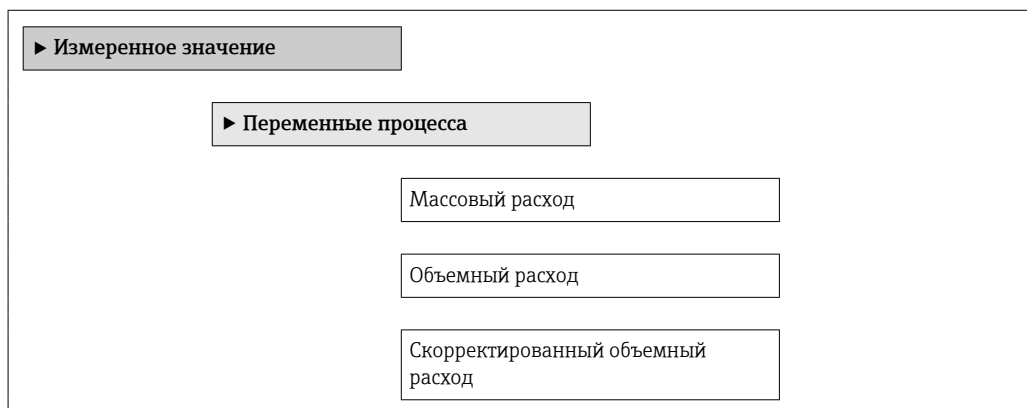 ▶ Измеренное значение
▶ Переменные процесса
Массовый расход
Объемный расход
Скорректированный объемный
расход